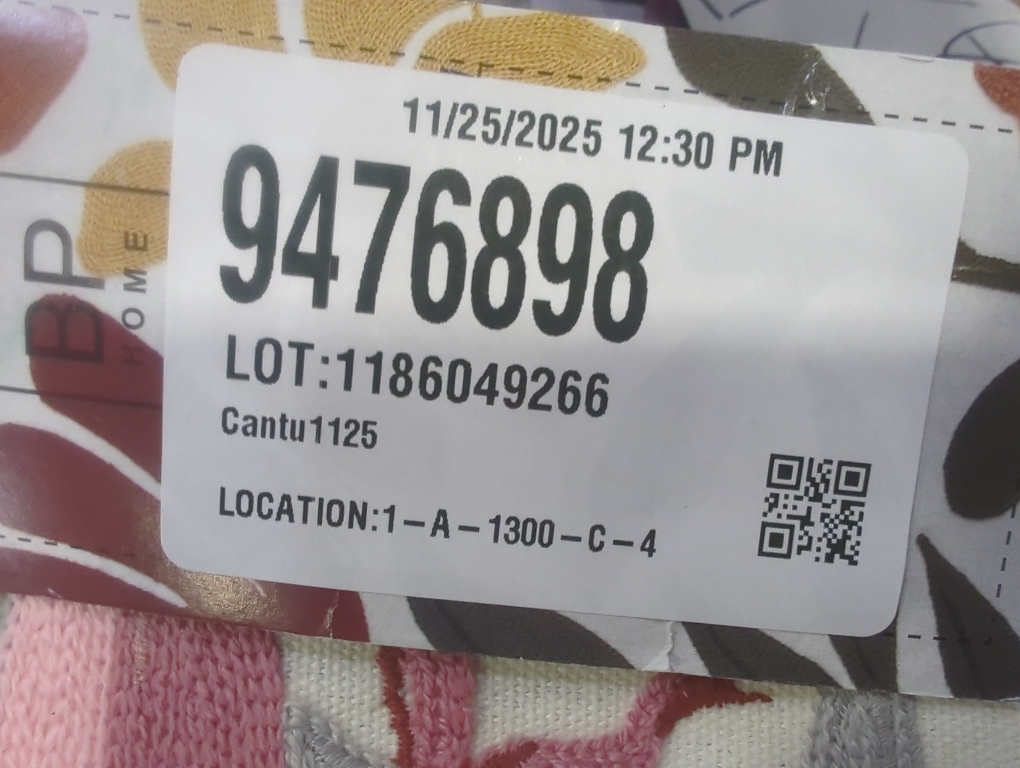 11/25/2025 12:30 PM
9476898
LOT:1186049266
Cantu1125
LOCATION:1-A-1300-C-4
BP
HOME